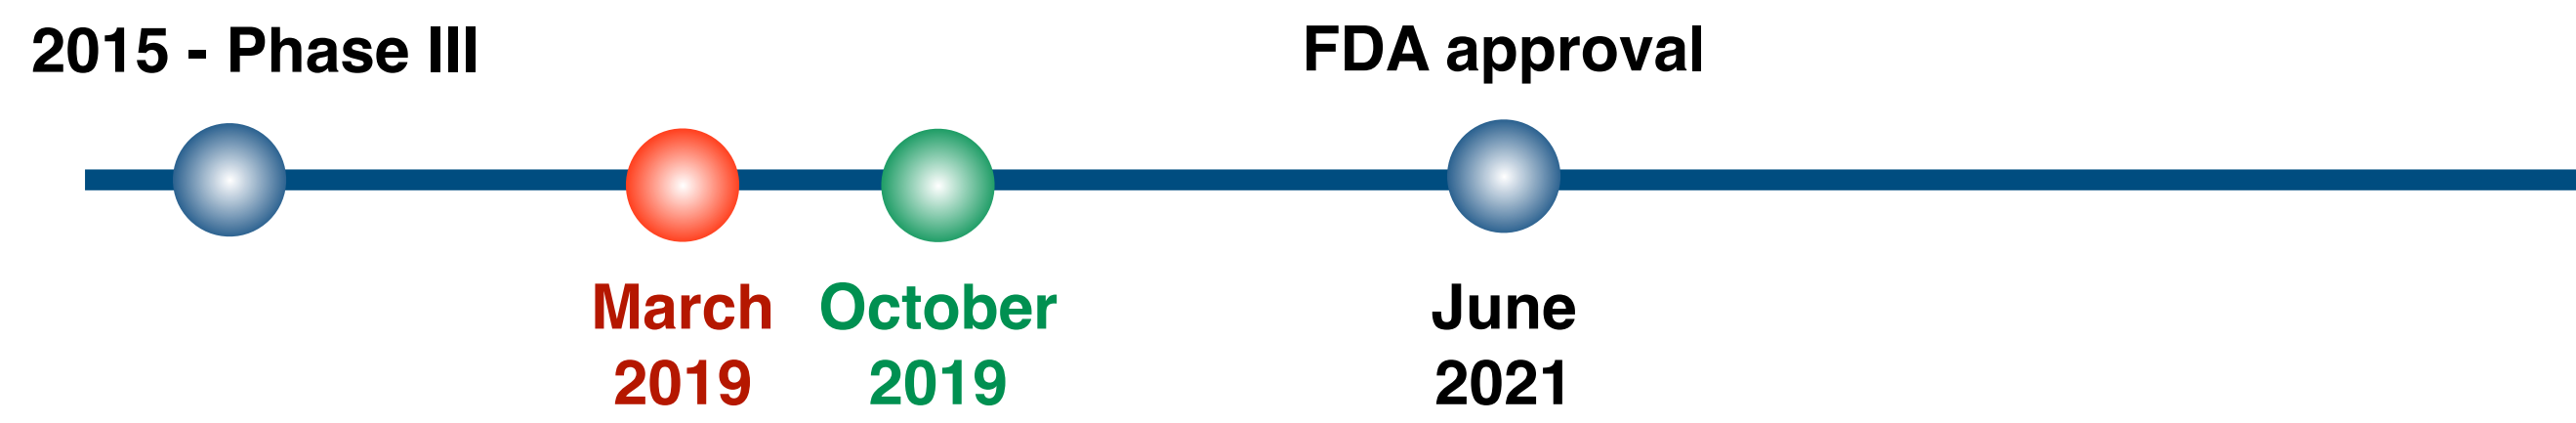 2015 - Phase III
FDA approval
March
2019
October
2019
June
2021